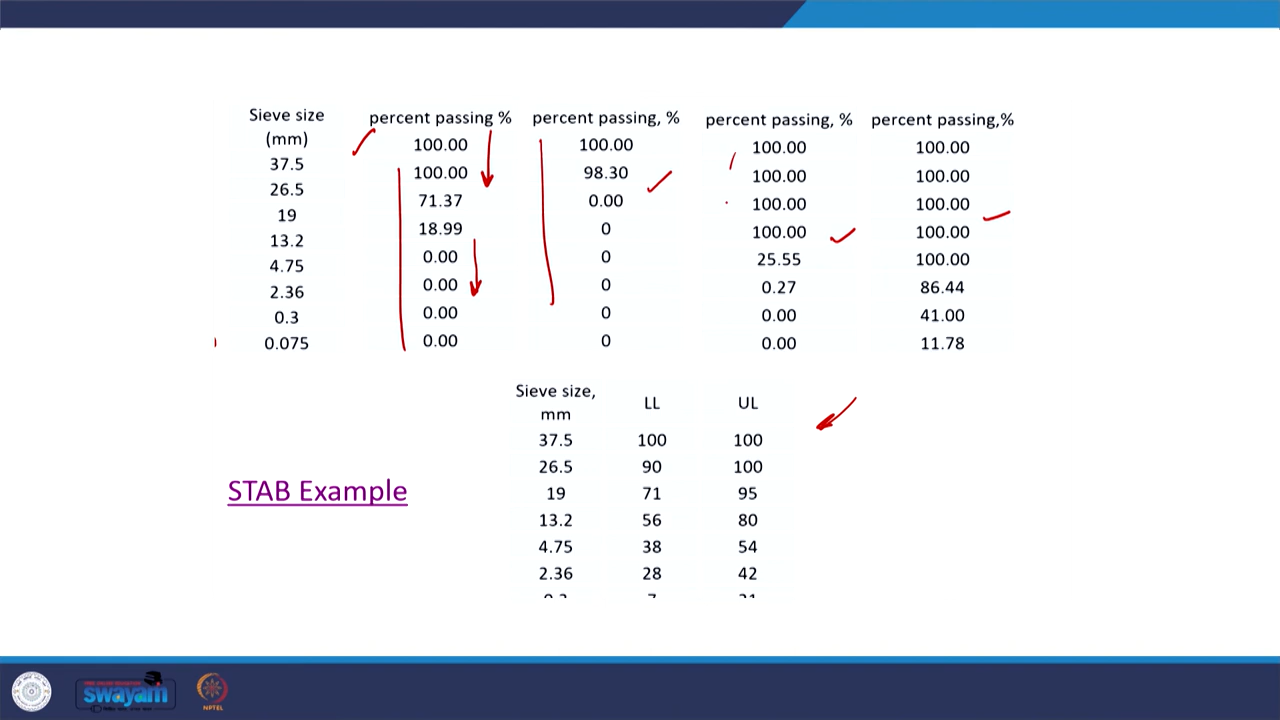 Sieve size (mm) percent passing % percent passing, % percent passing, % percent passing,%
37.5 100.00 100.00 100.00 100.00
26.5 100.00 98.30 100.00 100.00
19 71.37 0.00 100.00 100.00
13.2 18.99 0 100.00 100.00
4.75 0.00 0 25.55 100.00
2.36 0.00 0 0.27 86.44
0.3 0.00 0 0.00 41.00
0.075 0.00 0 0.00 11.78
Sieve size, mm LL UL
37.5 100 100
26.5 90 100
19 71 95
13.2 56 80
4.75 38 54
2.36 28 42
STAB Example
swayam
NPTEL